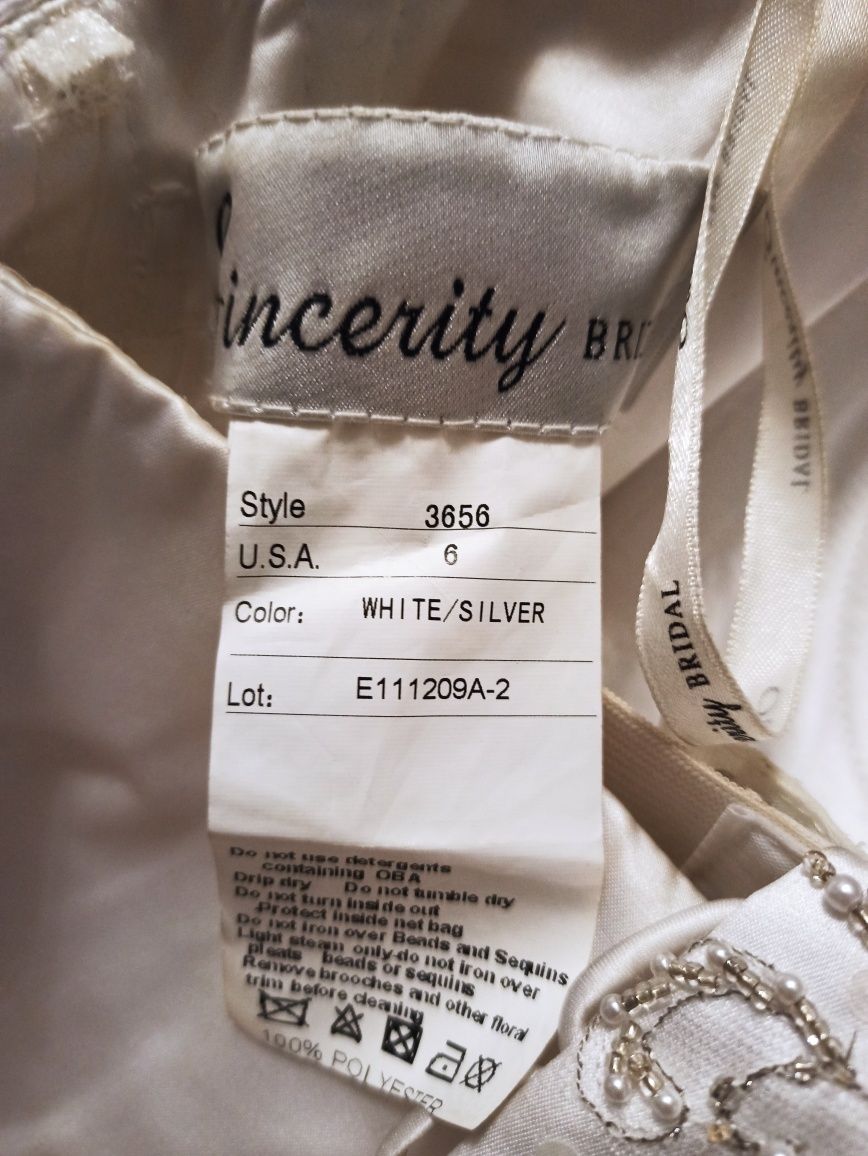 Sincerity BRI
Style 3656
U.S.A. 6
Color: WHITE/SILVER
Lot: E111209A-2
Do not use detergents
containing OBA
Drip dry Do not tumble dry
Do not turn inside out
Protect inside net bag
Do not iron over Beads and Sequins
Light steam only-do not iron over
pleats beads or sequins
Remove brooches and other floral
trim before cleaning
100% POLYESTER
BRIDAL
erity BRIDAL